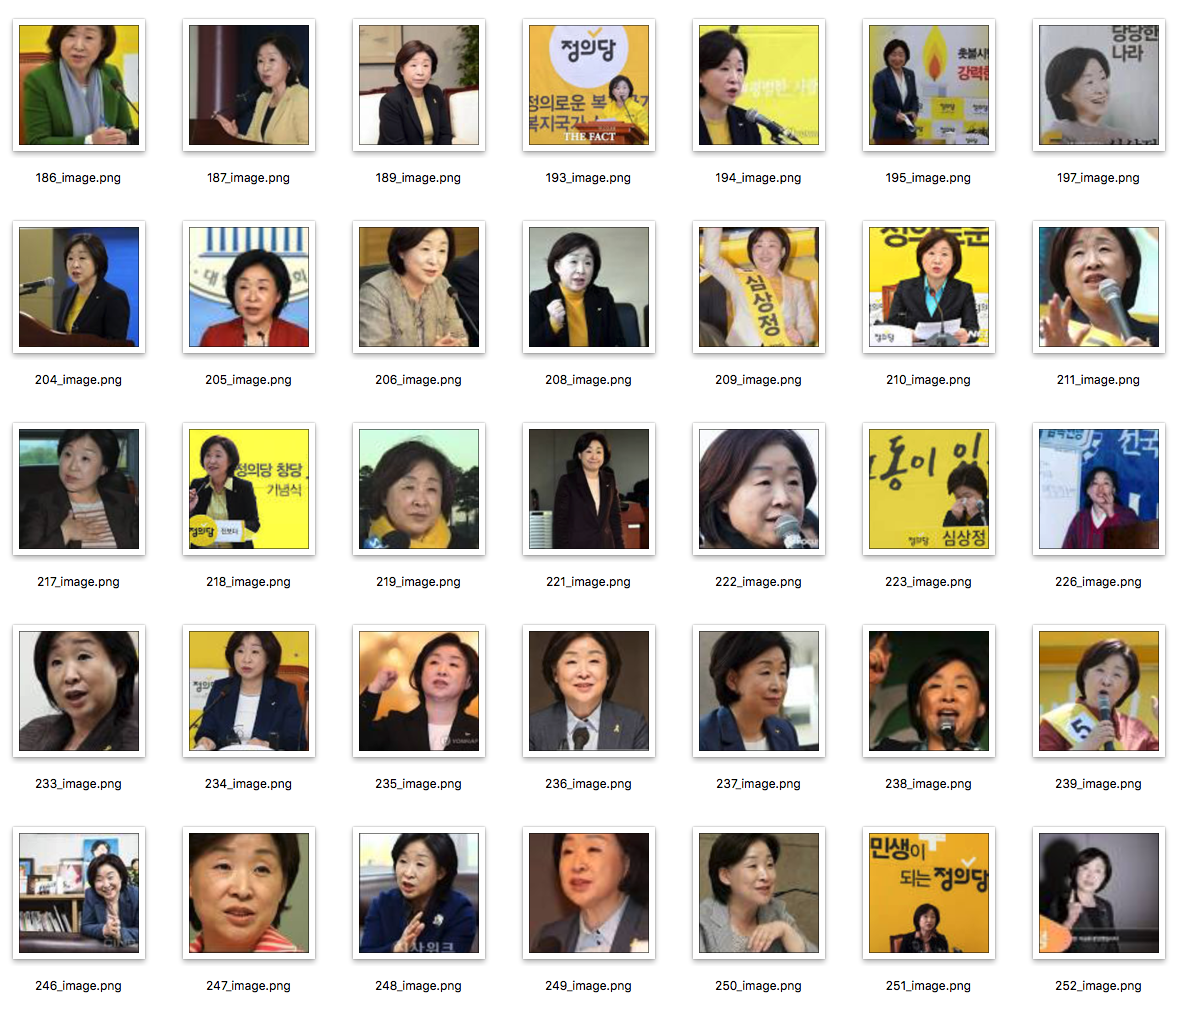 정의당
정의로운 복
복지국가
THE FACT
촛불시
강력한
당당한
나라
186_image.png
187_image.png
189_image.png
193_image.png
194_image.png
195_image.png
197_image.png
심상정
정의당
204_image.png
205_image.png
206_image.png
208_image.png
209_image.png
210_image.png
211_image.png
정의당 창당
기념식
정의당
동이
정의당 심상정
전국
217_image.png
218_image.png
219_image.png
221_image.png
222_image.png
223_image.png
226_image.png
5
233_image.png
234_image.png
235_image.png
236_image.png
237_image.png
238_image.png
239_image.png
민생이
되는 정의당
246_image.png
247_image.png
248_image.png
249_image.png
250_image.png
251_image.png
252_image.png